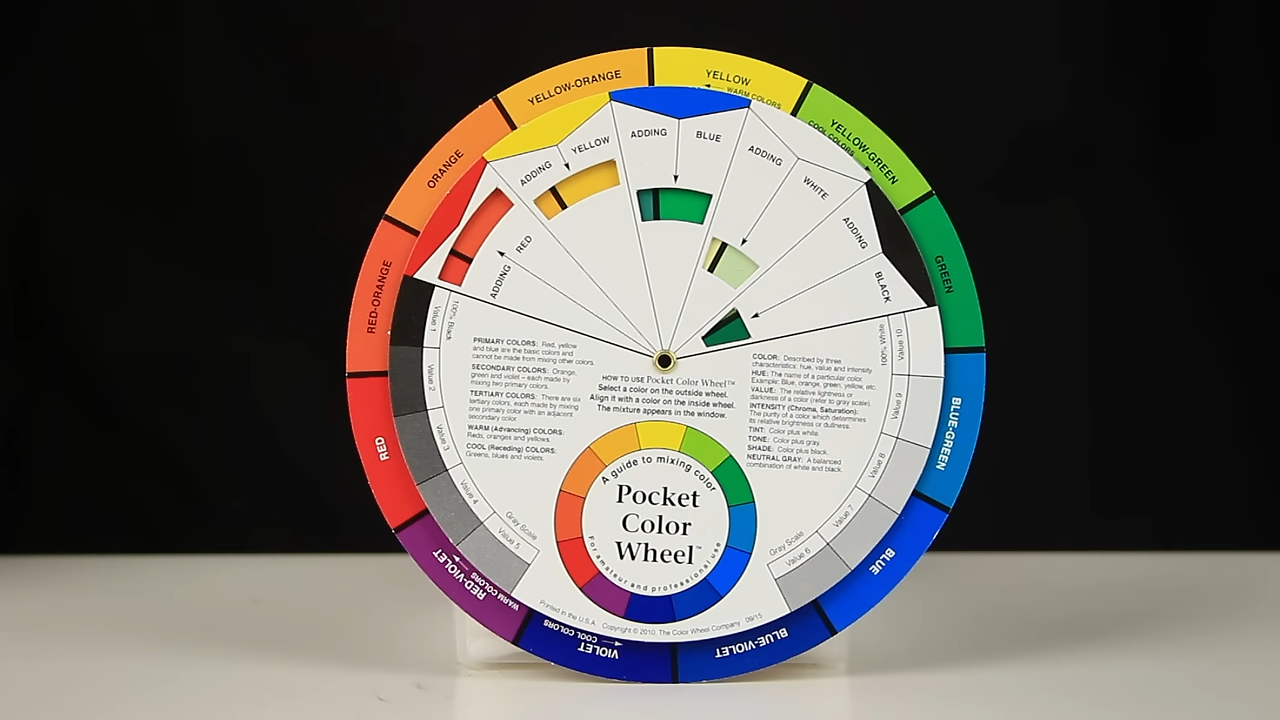 YELLOW-ORANGE
YELLOW
WARM COLORS
YELLOW-GREEN
COOL COLORS
GREEN
BLUE-GREEN
BLUE
BLUE-VIOLET
VIOLET
COOL COLORS
RED-VIOLET
WARM COLORS
RED
RED-ORANGE
ORANGE
ADDING RED
ADDING YELLOW
ADDING BLUE
ADDING WHITE
ADDING BLACK
100% Black
Value 1
Value 2
Value 3
Value 4
Value 5
Gray Scale
PRIMARY COLORS: Red, yellow
and blue are the basic colors and
cannot be made from mixing other colors.
SECONDARY COLORS: Orange,
green and violet – each made by
mixing two primary colors.
TERTIARY COLORS: There are six
tertiary colors; each made by mixing
one primary color with an adjacent
secondary color.
WARM (Advancing) COLORS:
Reds, oranges and yellows.
COOL (Receding) COLORS:
Greens, blues and violets.
HOW TO USE Pocket Color Wheel™
Select a color on the outside wheel.
Align it with a color on the inside wheel.
The mixture appears in the window.
COLOR: Described by three
characteristics: hue, value and intensity.
HUE: The name of a particular color.
Example: Blue, orange, green, yellow, etc.
VALUE: The relative lightness or
darkness of a color (refer to gray scale).
INTENSITY (Chroma, Saturation):
The purity of a color which determines
its relative brightness or dullness.
TINT: Color plus white.
TONE: Color plus gray.
SHADE: Color plus black.
NEUTRAL GRAY: A balanced
combination of white and black.
100% White
Value 10
Value 9
Value 8
Value 7
Value 6
Gray Scale
A guide to mixing color
Pocket
Color
Wheel™
For amateur and professional use
Printed in the U.S.A. Copyright © 2010. The Color Wheel Company 09/15